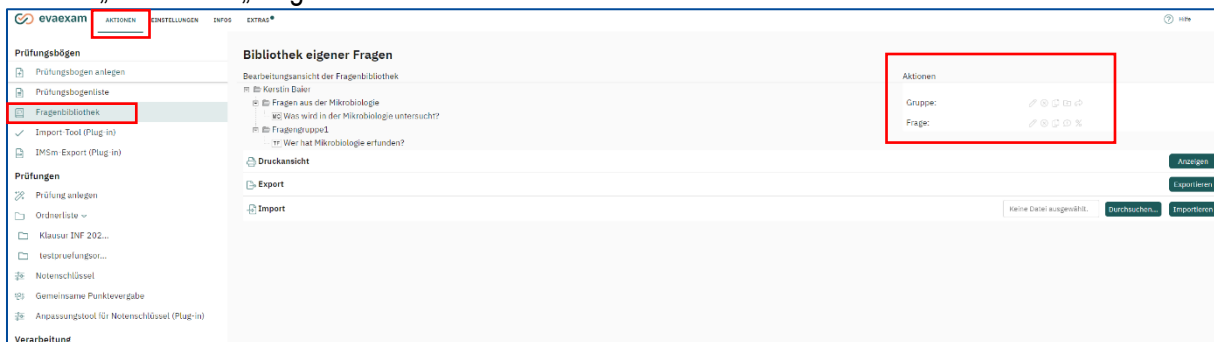 evaexam AKTIONEN EINSTELLUNGEN INFOS EXTRAS Hilfe
Prüfungsbögen
Prüfungsbogen anlegen
Prüfungsbogenliste
Fragenbibliothek
Import-Tool (Plug-in)
IMSm-Export (Plug-in)
Prüfungen
Prüfung anlegen
Ordnerliste
Klausur INF 202...
testpruefungsor...
Notenschlüssel
Gemeinsame Punktevergabe
Anpassungstool für Notenschlüssel (Plug-in)
Verarbeitung
Bibliothek eigener Fragen
Bearbeitungsansicht der Fragenbibliothek
Kerstin Baier
Fragen aus der Mikrobiologie
MC Was wird in der Mikrobiologie untersucht?
Fragengruppe1
TF Wer hat Mikrobiologie erfunden?
Aktionen
Gruppe:
Frage:
Druckansicht Anzeigen
Export Exportieren
Import Keine Datei ausgewählt. Durchsuchen... Importieren